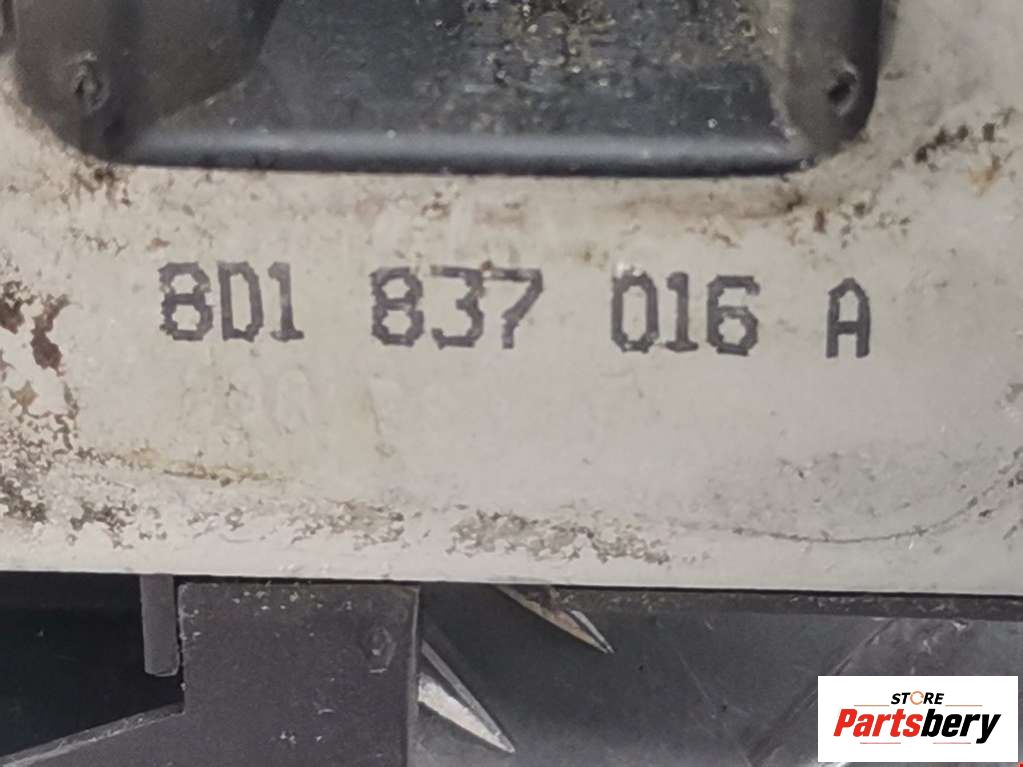 8D1 837 016 A
STORE
Partsbery